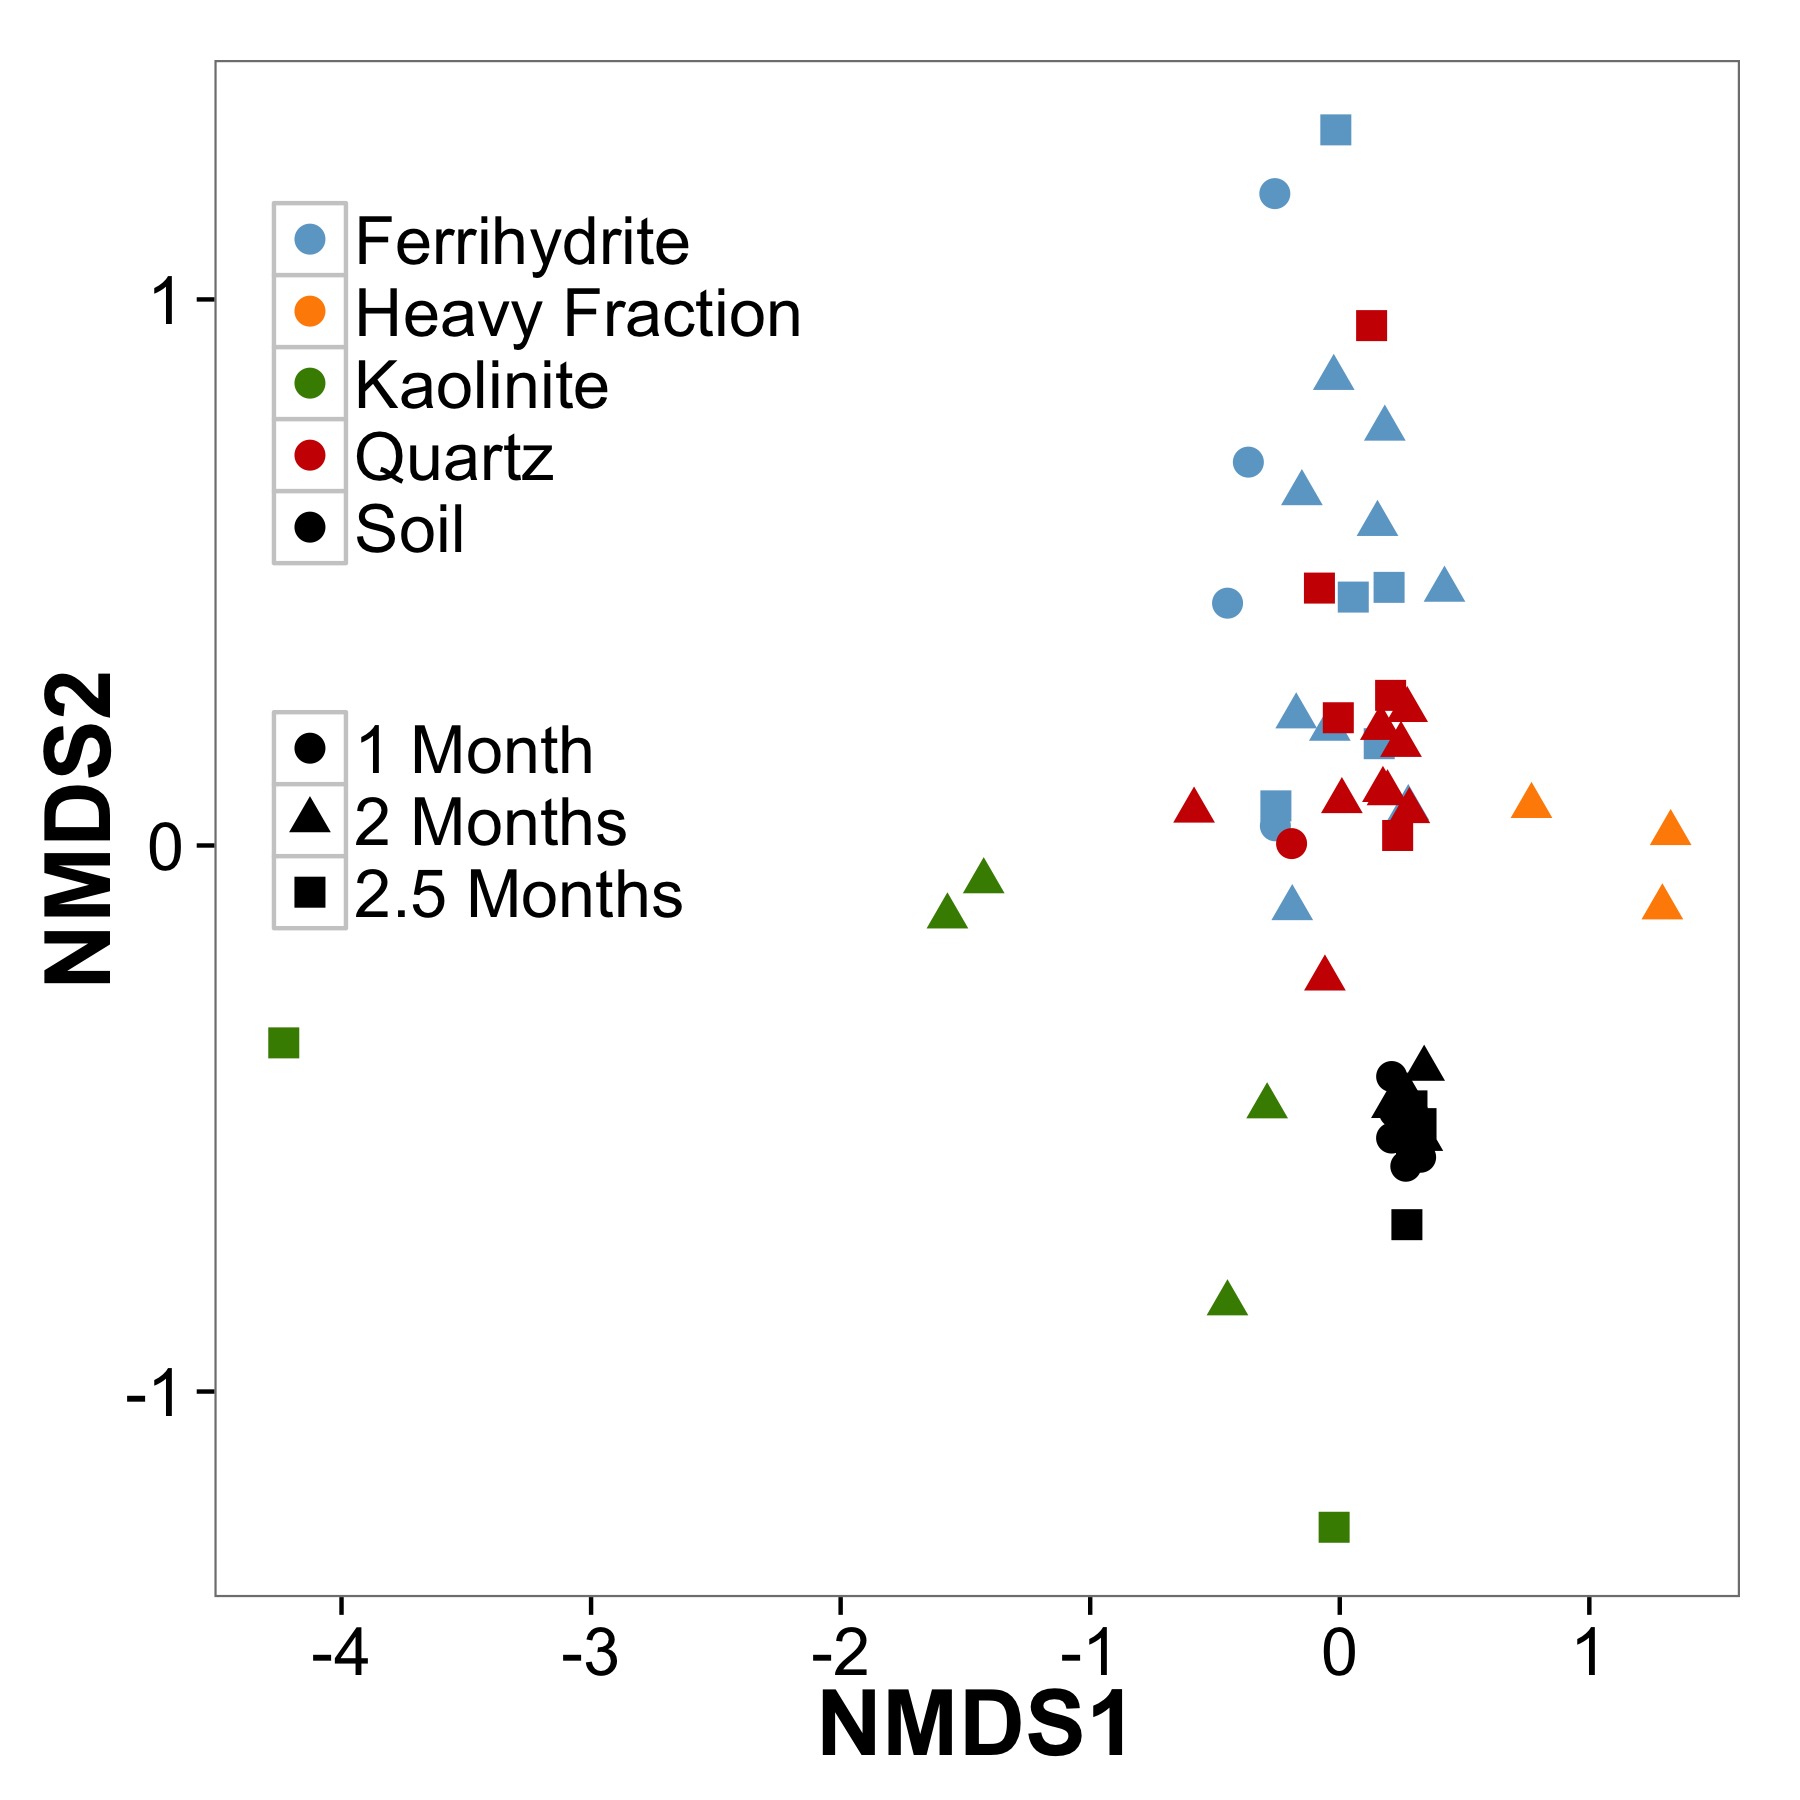 Ferrihydrite
Heavy Fraction
Kaolinite
Quartz
Soil
1 Month
2 Months
2.5 Months
NMDS2
1
0
-1
-4
-3
-2
-1
0
1
NMDS1